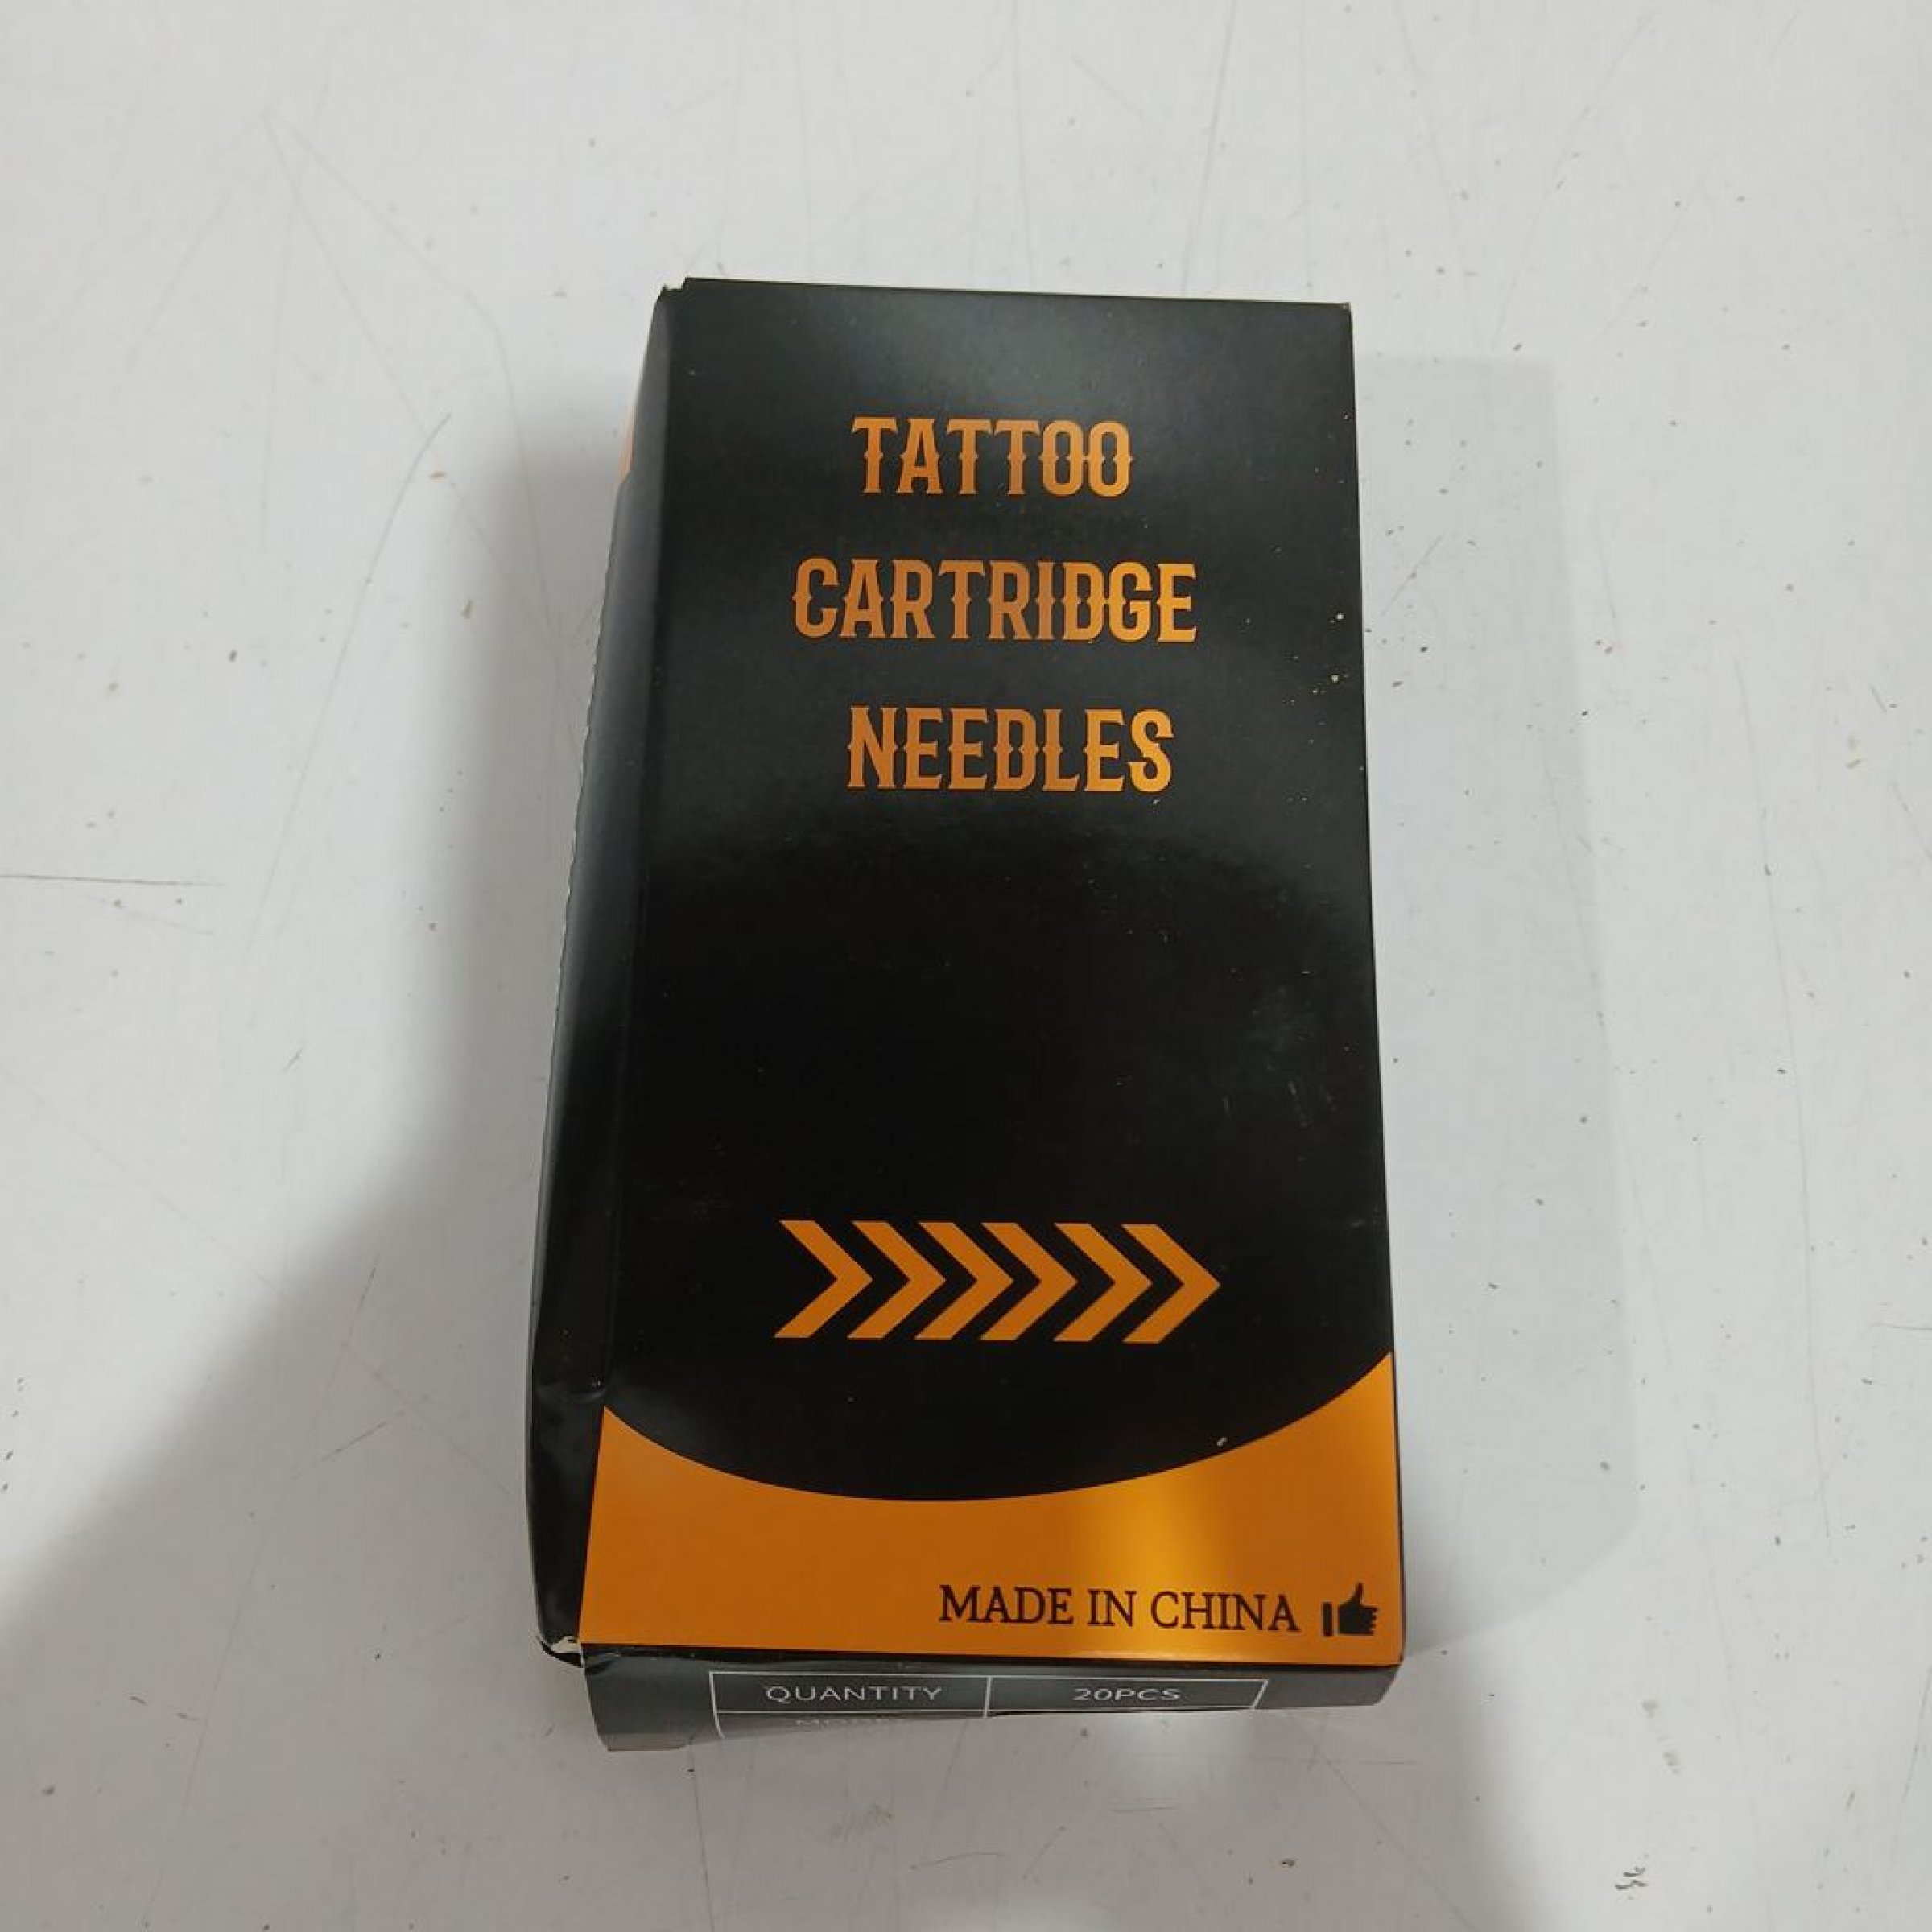 TATTOO
CARTRIDGE
NEEDLES
MADE IN CHINA
QUANTITY 20PCS